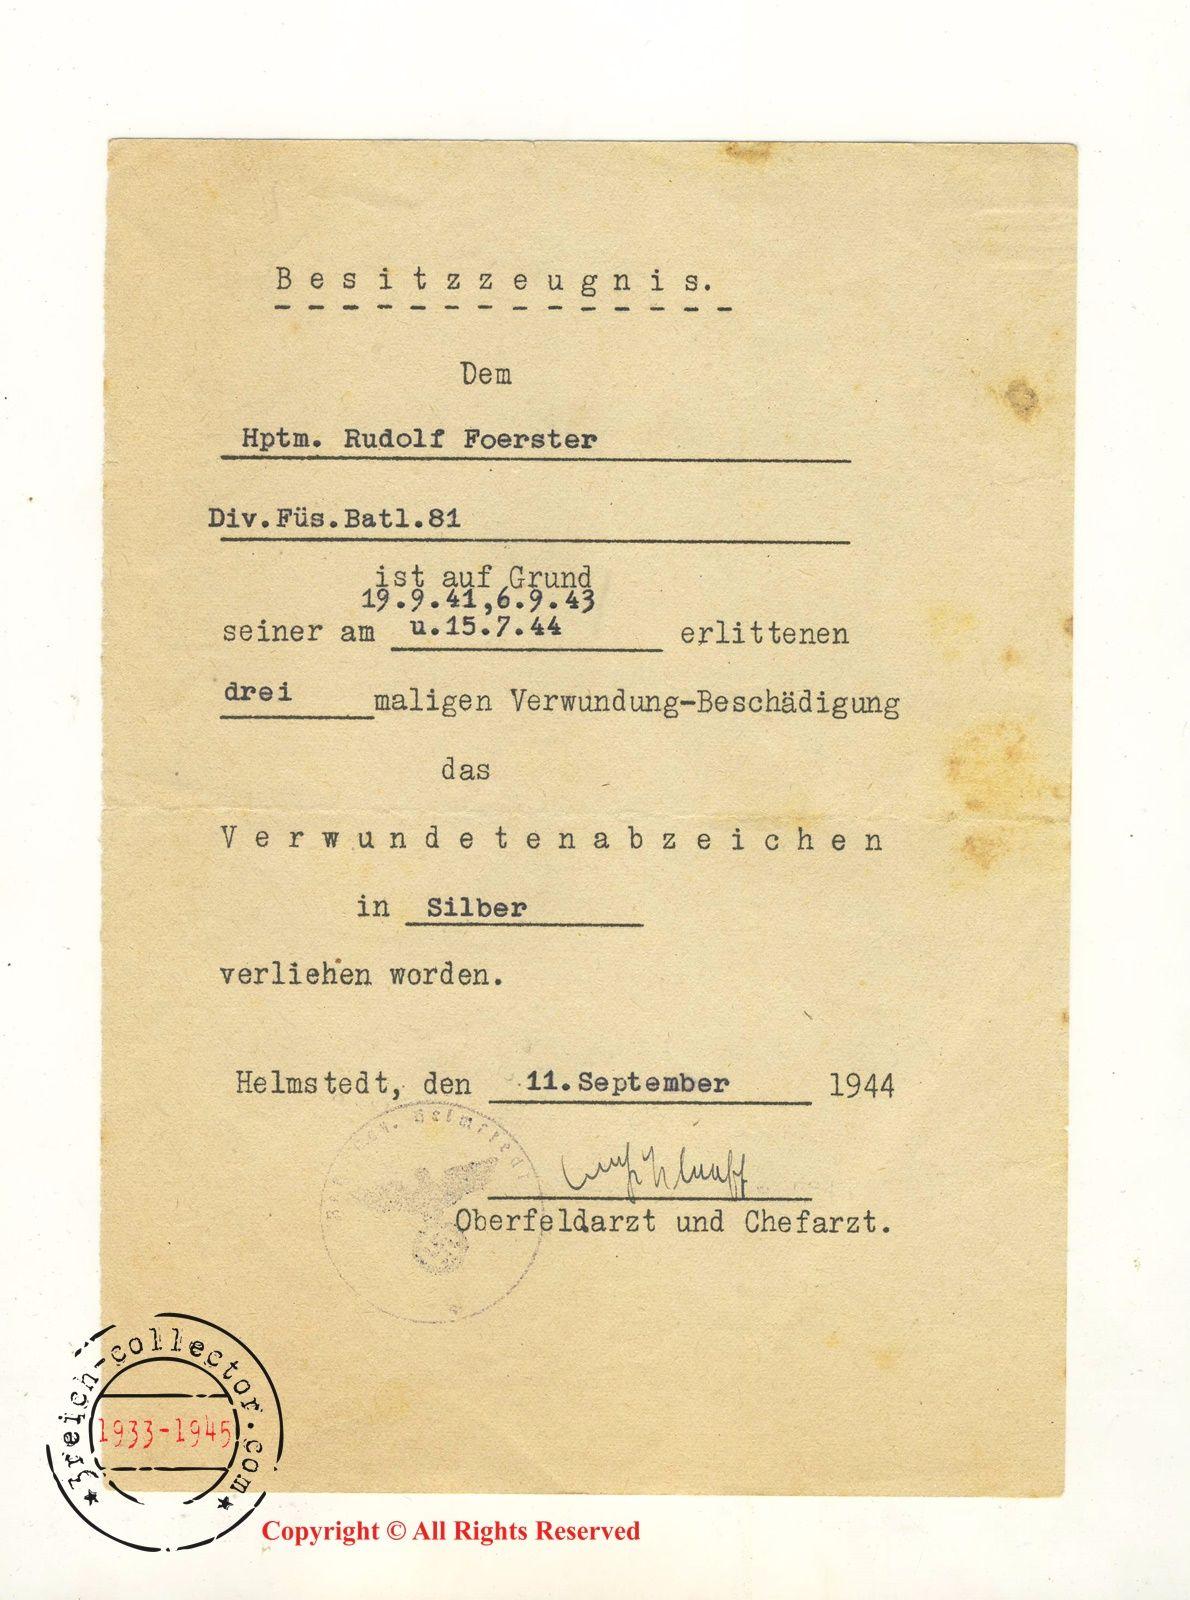 Besitzzeugnis.
Dem
Hptm. Rudolf Foerster
Div.Füs.Batl.81
ist auf Grund
19.9.41,6.9.43
seiner am u.15.7.44 erlittenen
drei maligen Verwundung-Beschädigung
das
Verwundetenabzeichen
in Silber
verliehen worden.
Helmstedt, den 11.September 1944
Oberfeldarzt und Chefarzt.
3reich-collector.com
1933-1945
Copyright © All Rights Reserved